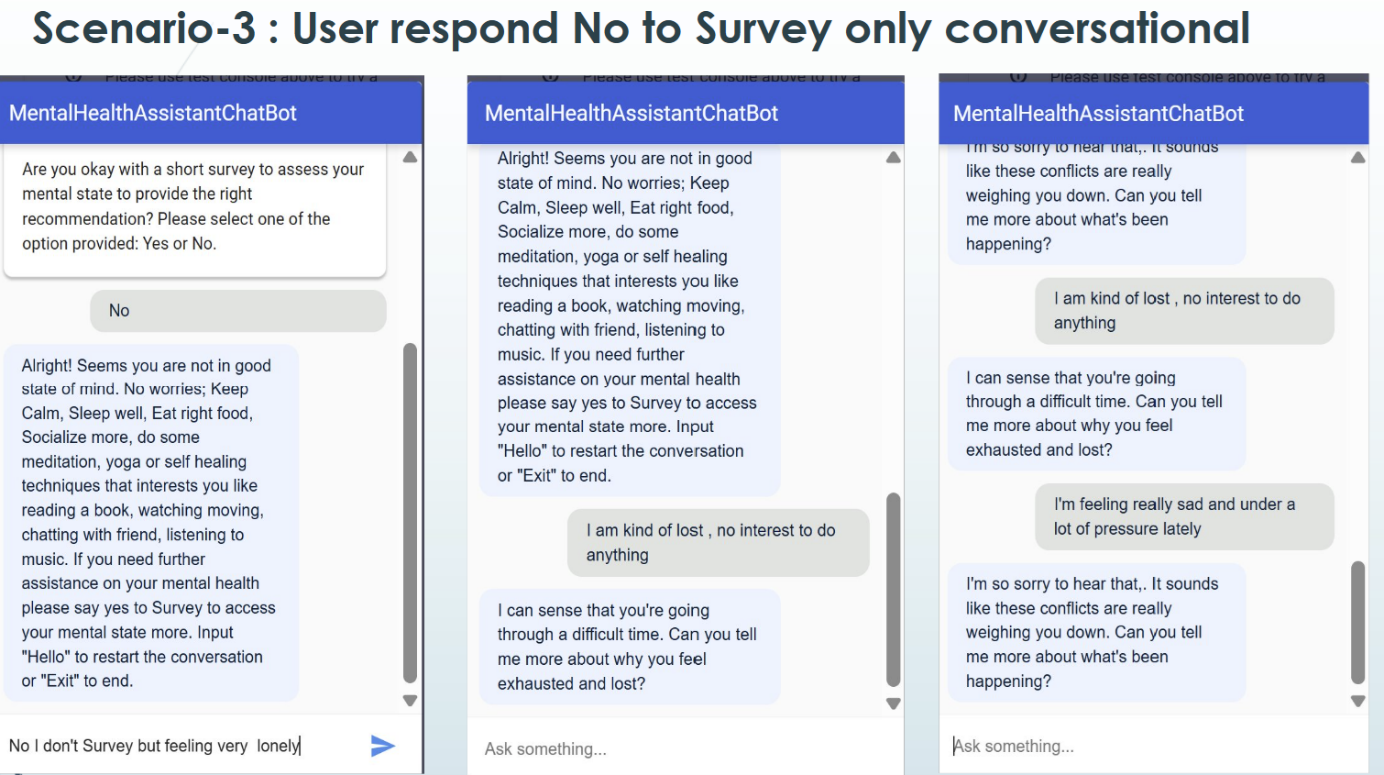 Scenario-3 : User respond No to Survey only conversational
Please use test console above to try a
MentalHealthAssistantChatBot
Are you okay with a short survey to assess your
mental state to provide the right
recommendation? Please select one of the
option provided: Yes or No.
No
Alright! Seems you are not in good
state of mind. No worries; Keep
Calm, Sleep well, Eat right food,
Socialize more, do some
meditation, yoga or self healing
techniques that interests you like
reading a book, watching moving,
chatting with friend, listening to
music. If you need further
assistance on your mental health
please say yes to Survey to access
your mental state more. Input
"Hello" to restart the conversation
or "Exit" to end.
No I don't Survey but feeling very  lonely
Please use test console above to try a
MentalHealthAssistantChatBot
Alright! Seems you are not in good
state of mind. No worries; Keep
Calm, Sleep well, Eat right food,
Socialize more, do some
meditation, yoga or self healing
techniques that interests you like
reading a book, watching moving,
chatting with friend, listening to
music. If you need further
assistance on your mental health
please say yes to Survey to access
your mental state more. Input
"Hello" to restart the conversation
or "Exit" to end.
I am kind of lost , no interest to do
anything
I can sense that you're going
through a difficult time. Can you tell
me more about why you feel
exhausted and lost?
Ask something...
Please use test console above to try a
MentalHealthAssistantChatBot
I'm so sorry to hear that,. It sounds
like these conflicts are really
weighing you down. Can you tell
me more about what's been
happening?
I am kind of lost , no interest to do
anything
I can sense that you're going
through a difficult time. Can you tell
me more about why you feel
exhausted and lost?
I'm feeling really sad and under a
lot of pressure lately
I'm so sorry to hear that,. It sounds
like these conflicts are really
weighing you down. Can you tell
me more about what's been
happening?
Ask something...